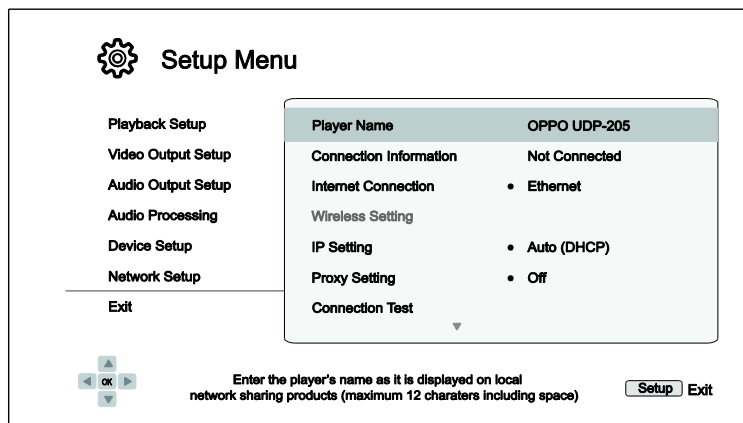 Setup Menu
Playback Setup
Video Output Setup
Audio Output Setup
Audio Processing
Device Setup
Network Setup
Exit
Player Name OPPO UDP-205
Connection Information Not Connected
Internet Connection • Ethernet
Wireless Setting
IP Setting • Auto (DHCP)
Proxy Setting • Off
Connection Test
OK
Enter the player's name as it is displayed on local
network sharing products (maximum 12 charaters including space)
Setup Exit